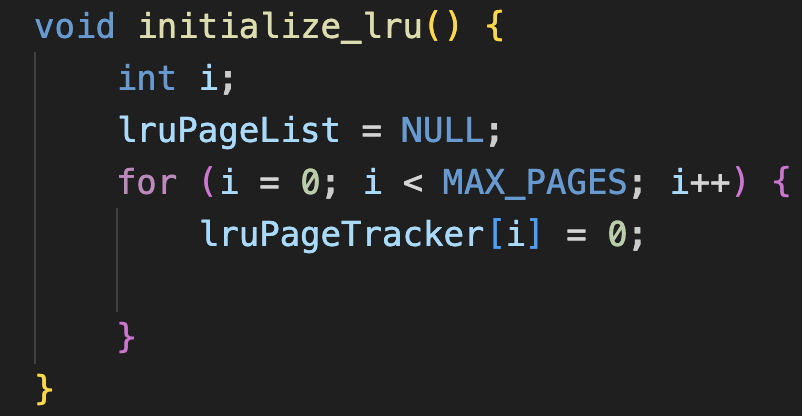 void initialize_lru() {
    int i;
    lruPageList = NULL;
    for (i = 0; i < MAX_PAGES; i++) {
        lruPageTracker[i] = 0;

    }
}